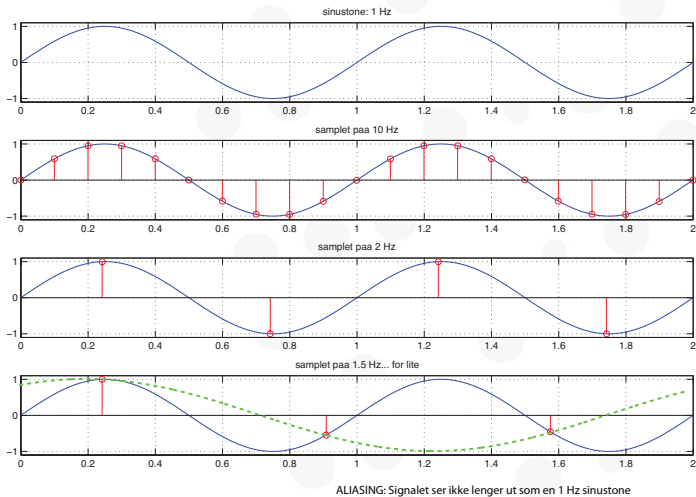 sinustone: 1 Hz
1
0
−1
0 0.2 0.4 0.6 0.8 1 1.2 1.4 1.6 1.8 2
samplet paa 10 Hz
1
0
−1
0 0.2 0.4 0.6 0.8 1 1.2 1.4 1.6 1.8 2
samplet paa 2 Hz
1
0
−1
0 0.2 0.4 0.6 0.8 1 1.2 1.4 1.6 1.8 2
samplet paa 1.5 Hz... for lite
1
0
−1
0 0.2 0.4 0.6 0.8 1 1.2 1.4 1.6 1.8 2
ALIASING: Signalet ser ikke lenger ut som en 1 Hz sinustone